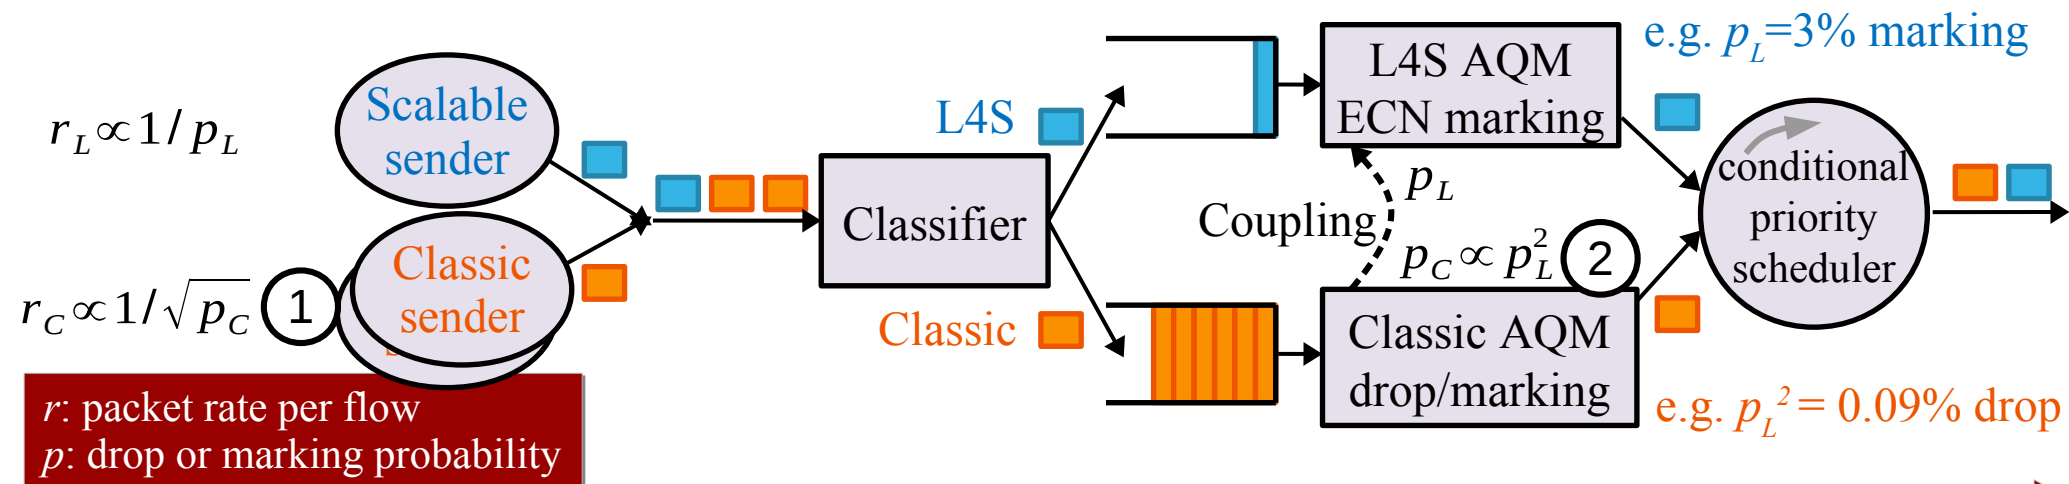 e.g. p_L=3% marking
L4S AQM
ECN marking
Scalable
sender
r_L ∝ 1/p_L
L4S
conditional
priority
scheduler
p_L
Classifier
Coupling
p_C ∝ p_L^2
2
Classic
sender
r_C ∝ 1/√p_C
1
Classic
Classic AQM
drop/marking
e.g. p_L^2 = 0.09% drop
r: packet rate per flow
p: drop or marking probability